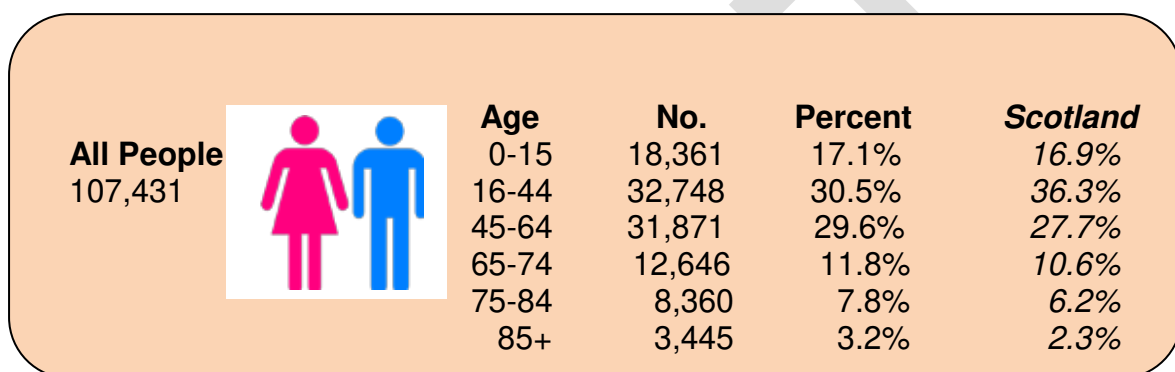 Age No. Percent Scotland
All People 0-15 18,361 17.1% 16.9%
107,431 16-44 32,748 30.5% 36.3%
45-64 31,871 29.6% 27.7%
65-74 12,646 11.8% 10.6%
75-84 8,360 7.8% 6.2%
85+ 3,445 3.2% 2.3%